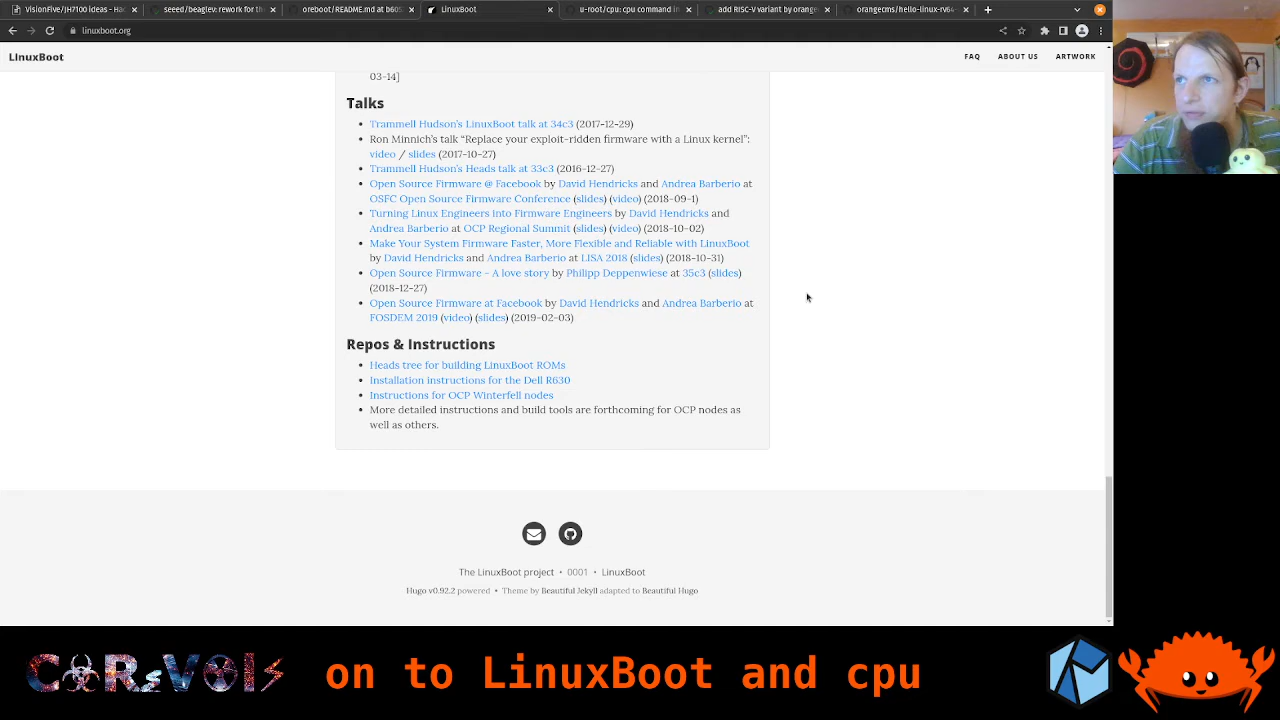 VisionFive/JH7100 ideas - Hac
seeed/beaglev: rework for the
oreboot/README.md at b605
LinuxBoot
u-root/cpu: cpu command in
add RISC-V variant by orange
orangecms/hello-linux-rv64
linuxboot.org
LinuxBoot
FAQ
ABOUT US
ARTWORK
03-14]
Talks
Trammell Hudson's LinuxBoot talk at 34c3 (2017-12-29)
Ron Minnich's talk “Replace your exploit-ridden firmware with a Linux kernel”:
video / slides (2017-10-27)
Trammell Hudson's Heads talk at 33c3 (2016-12-27)
Open Source Firmware @ Facebook by David Hendricks and Andrea Barberio at
OSFC Open Source Firmware Conference (slides) (video) (2018-09-1)
Turning Linux Engineers into Firmware Engineers by David Hendricks and
Andrea Barberio at OCP Regional Summit (slides) (video) (2018-10-02)
Make Your System Firmware Faster, More Flexible and Reliable with LinuxBoot
by David Hendricks and Andrea Barberio at LISA 2018 (slides) (2018-10-31)
Open Source Firmware - A love story by Philipp Deppenwiese at 35c3 (slides)
(2018-12-27)
Open Source Firmware at Facebook by David Hendricks and Andrea Barberio at
FOSDEM 2019 (video) (slides) (2019-02-03)
Repos & Instructions
Heads tree for building LinuxBoot ROMs
Installation instructions for the Dell R630
Instructions for OCP Winterfell nodes
More detailed instructions and build tools are forthcoming for OCP nodes as
well as others.
The LinuxBoot project • 0001 • LinuxBoot
Hugo v0.92.2 powered • Theme by Beautiful Jekyll adapted to Beautiful Hugo
on to LinuxBoot and cpu